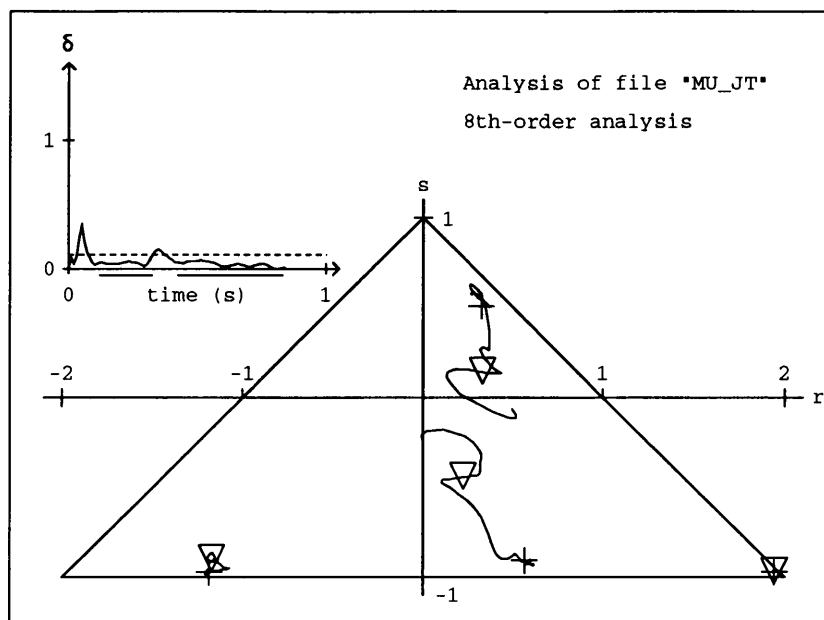 δ
Analysis of file "MU_JT"
8th-order analysis
1
s
1
0
0 time (s) 1
-2 -1 1 2
r
-1